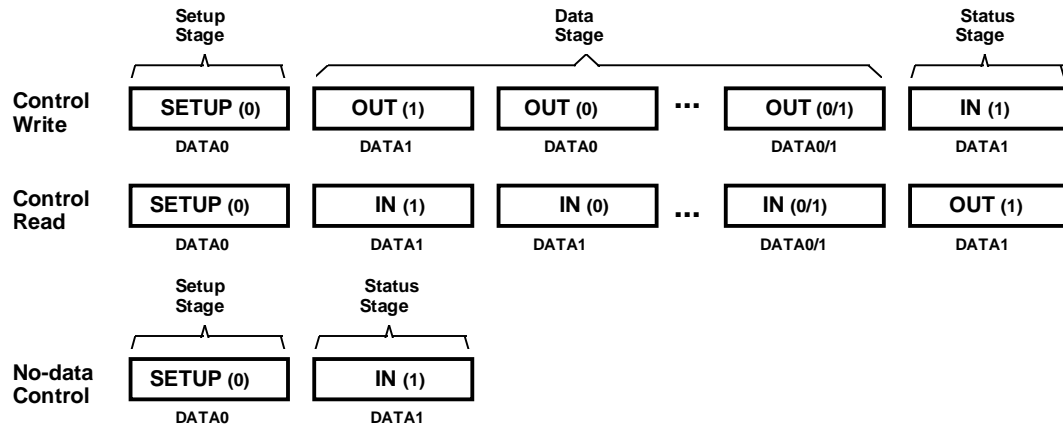 Setup
Stage
Data
Stage
Status
Stage
Control
Write
SETUP (0) OUT (1) OUT (0) ... OUT (0/1) IN (1)
DATA0 DATA1 DATA0 DATA0/1 DATA1
Control
Read
SETUP (0) IN (1) IN (0) ... IN (0/1) OUT (1)
DATA0 DATA1 DATA1 DATA0/1 DATA1
Setup
Stage
Status
Stage
No-data
Control
SETUP (0) IN (1)
DATA0 DATA1